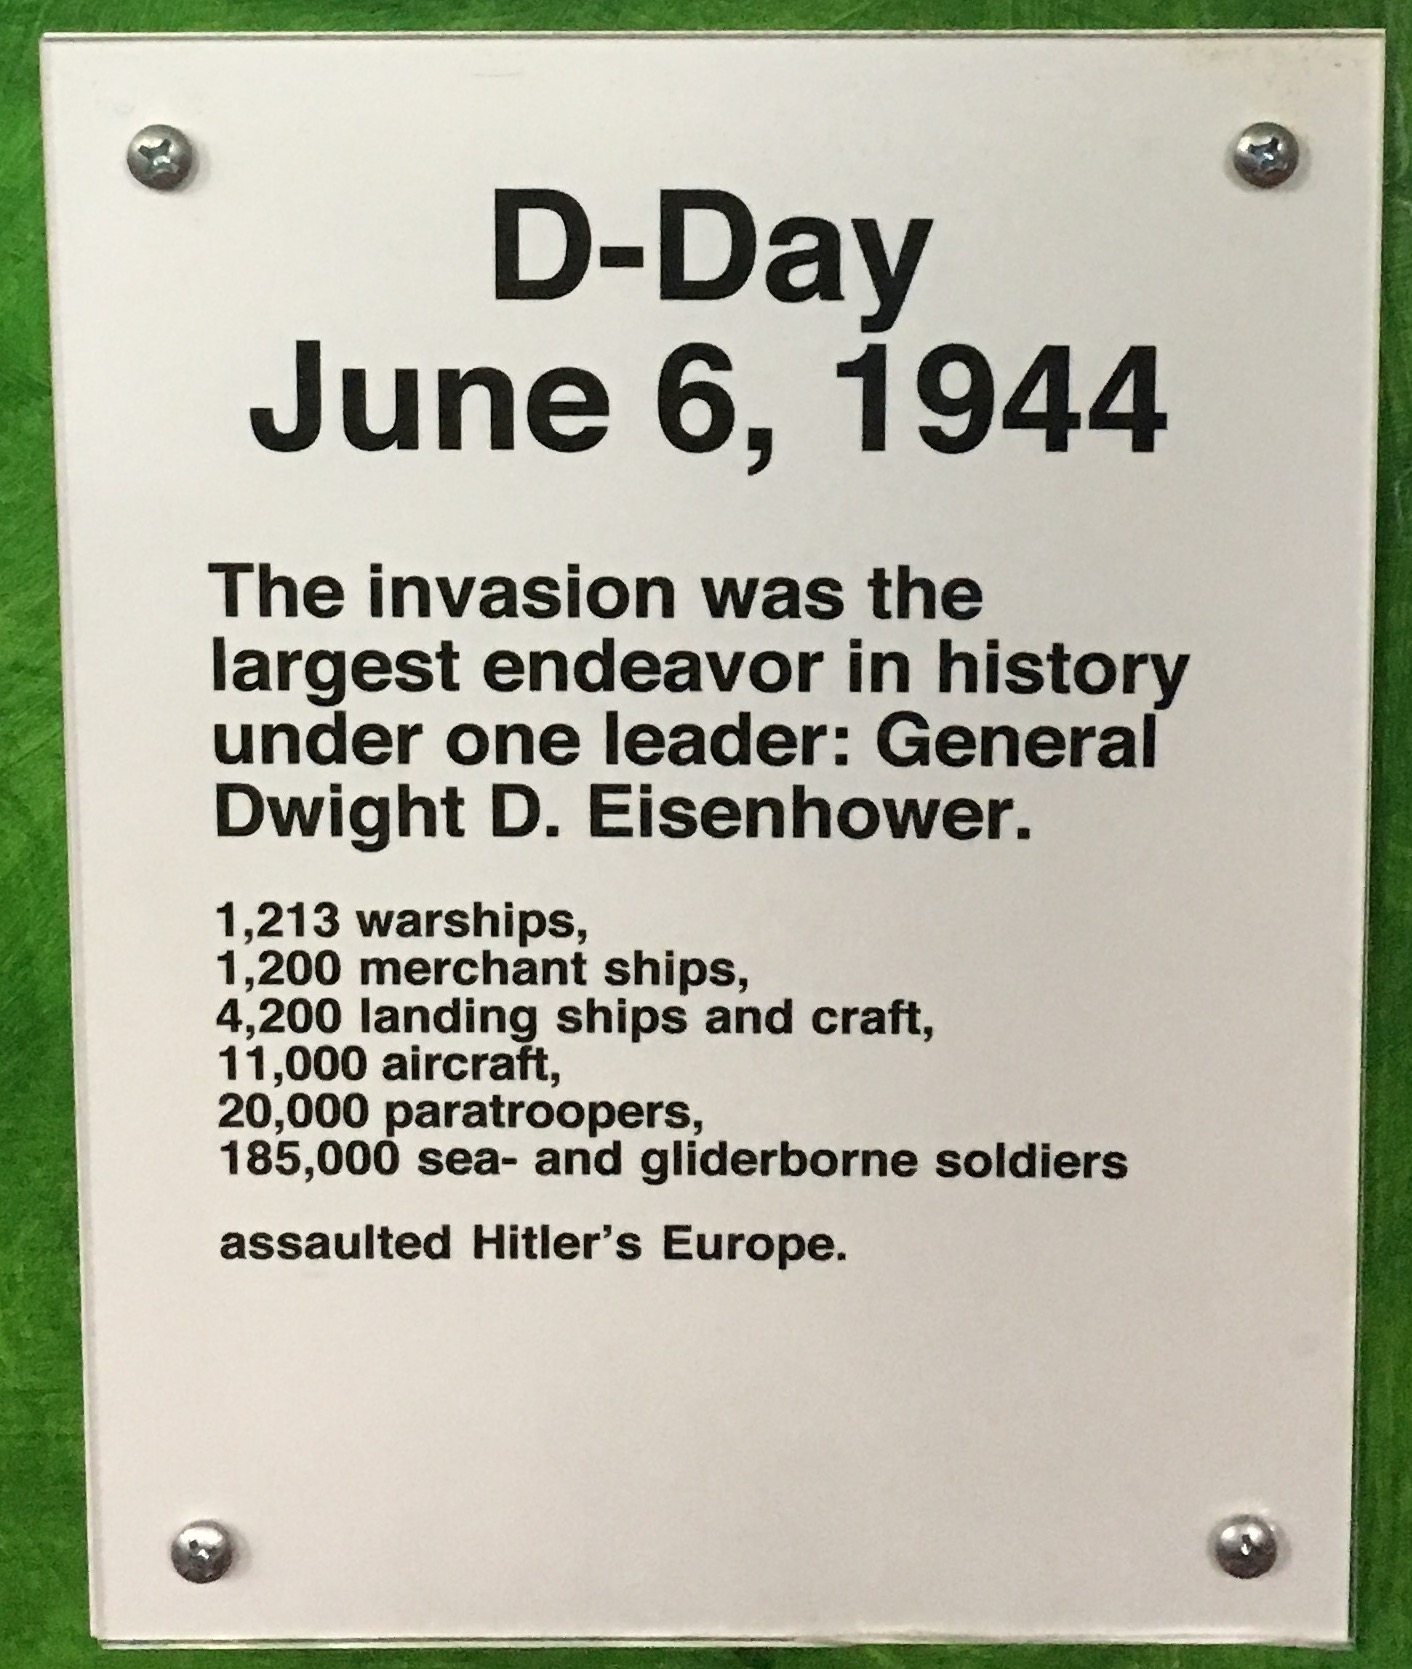 D-Day
June 6, 1944
The invasion was the
largest endeavor in history
under one leader: General
Dwight D. Eisenhower.
1,213 warships,
1,200 merchant ships,
4,200 landing ships and craft,
11,000 aircraft,
20,000 paratroopers,
185,000 sea- and gliderborne soldiers
assaulted Hitler's Europe.